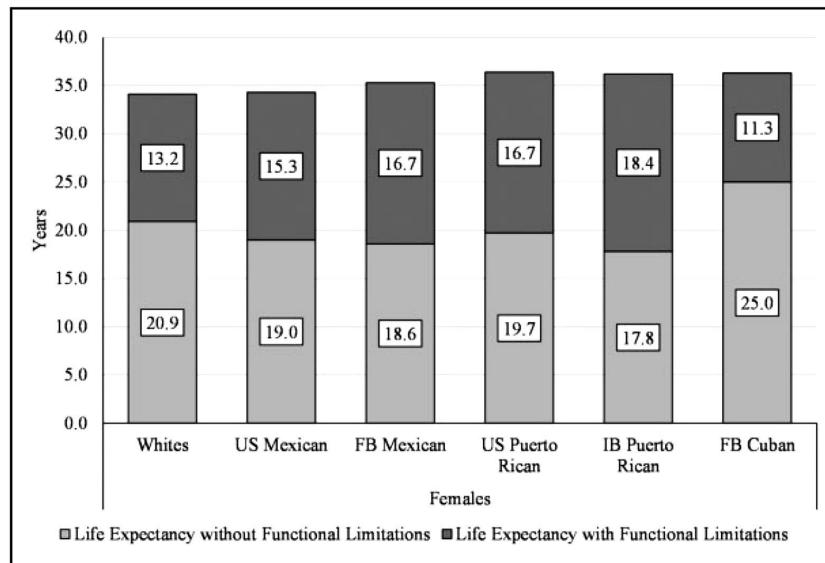 40.0
35.0
30.0
25.0
20.0
15.0
10.0
5.0
0.0
Years
13.2
15.3
16.7
16.7
18.4
11.3
20.9
19.0
18.6
19.7
17.8
25.0
Whites
US Mexican
FB Mexican
US Puerto
Rican
IB Puerto
Rican
FB Cuban
Females
Life Expectancy without Functional Limitations
Life Expectancy with Functional Limitations